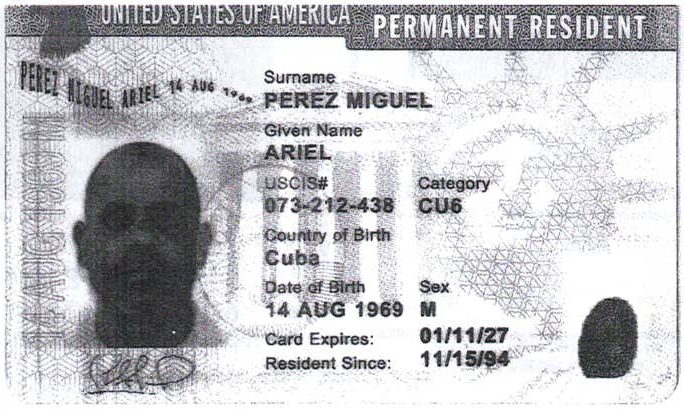 UNITED STATES OF AMERICA
PERMANENT RESIDENT
PEREZ MIGUEL ARIEL 14 AUG 1969
Surname
PEREZ MIGUEL
Given Name
ARIEL
USCIS# Category
073-212-438 CU6
Country of Birth
Cuba
Date of Birth Sex
14 AUG 1969 M
Card Expires: 01/11/27
Resident Since: 11/15/94
14 AUG 1969 M